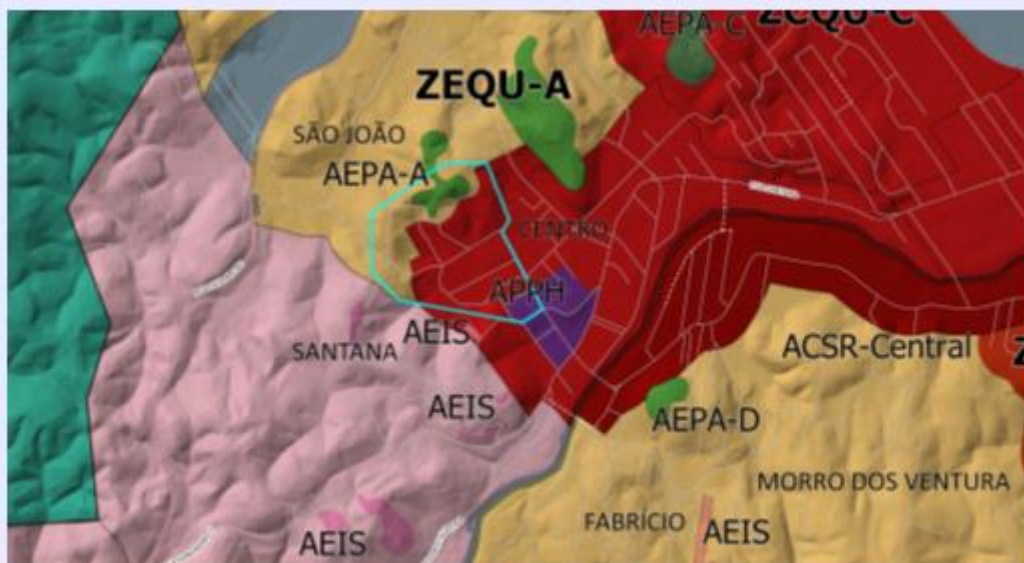 AEPA-C
ZCQU-C
ZEQU-A
SÃO JOÃO
AEPA-A
CENTRO
APPH
AEIS
SANTANA
ACSR-Central
AEIS
AEPA-D
MORRO DOS VENTURA
FABRÍCIO
AEIS
AEIS